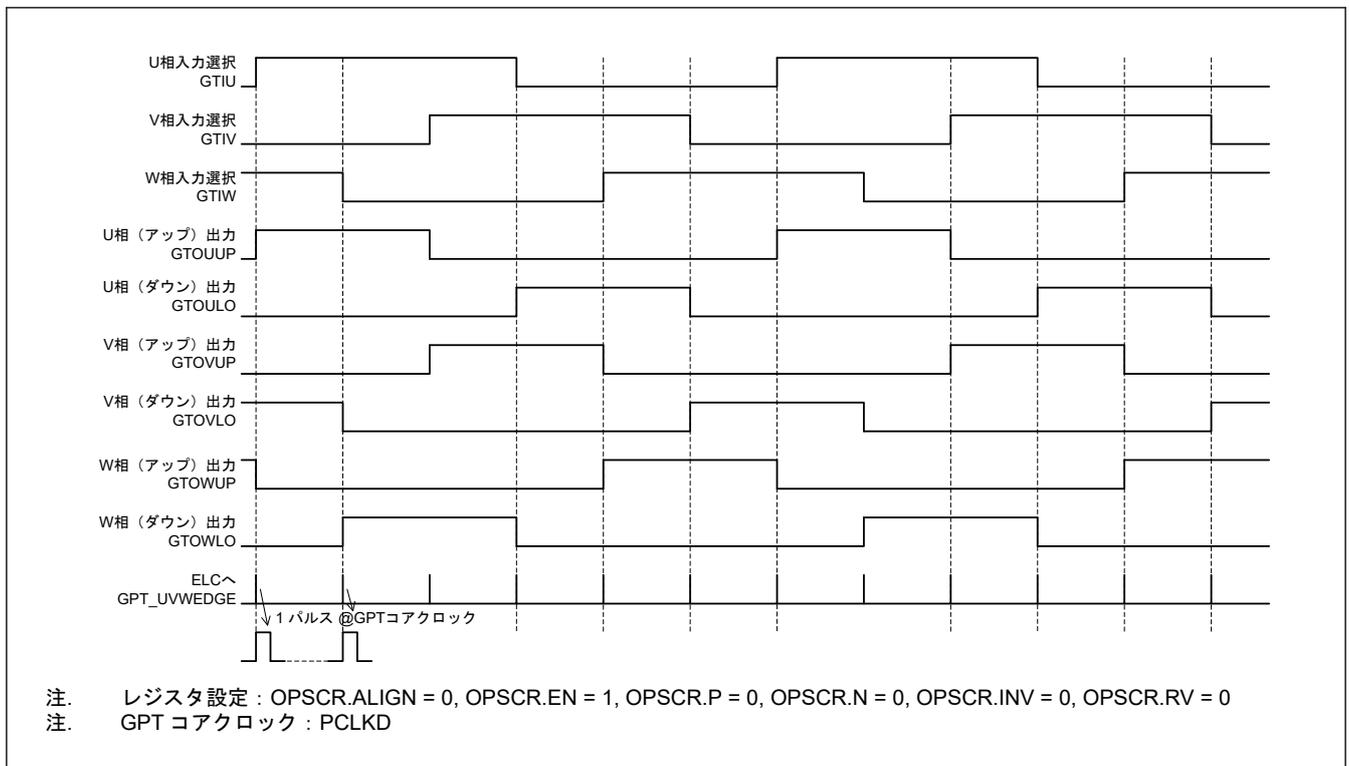 U相入力選択
GTIU
V相入力選択
GTIV
W相入力選択
GTIW
U相（アップ）出力
GTOUUP
U相（ダウン）出力
GTOULO
V相（アップ）出力
GTOVUP
V相（ダウン）出力
GTOVLO
W相（アップ）出力
GTOWUP
W相（ダウン）出力
GTOWLO
ELCへ
GPT_UVWEDGE
1 パルス @GPTコアクロック
注. レジスタ設定：OPSCR.ALIGN = 0, OPSCR.EN = 1, OPSCR.P = 0, OPSCR.N = 0, OPSCR.INV = 0, OPSCR.RV = 0
注. GPT コアクロック：PCLKD